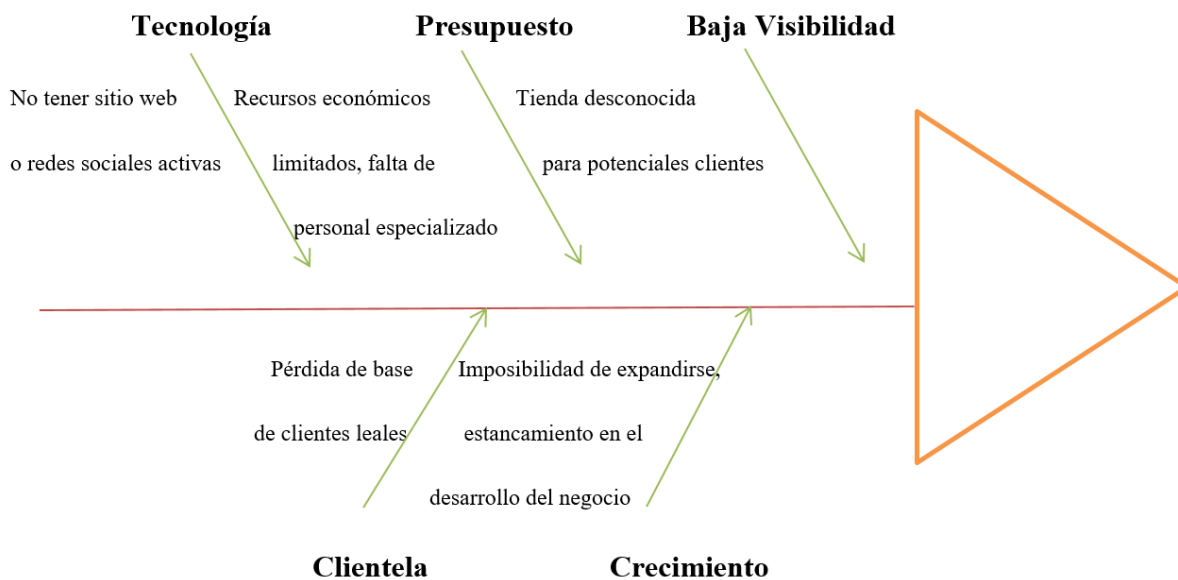 Tecnología
Presupuesto
Baja Visibilidad
No tener sitio web
o redes sociales activas
Recursos económicos
limitados, falta de
personal especializado
Tienda desconocida
para potenciales clientes
Pérdida de base
de clientes leales
Imposibilidad de expandirse,
estancamiento en el
desarrollo del negocio
Clientela
Crecimiento